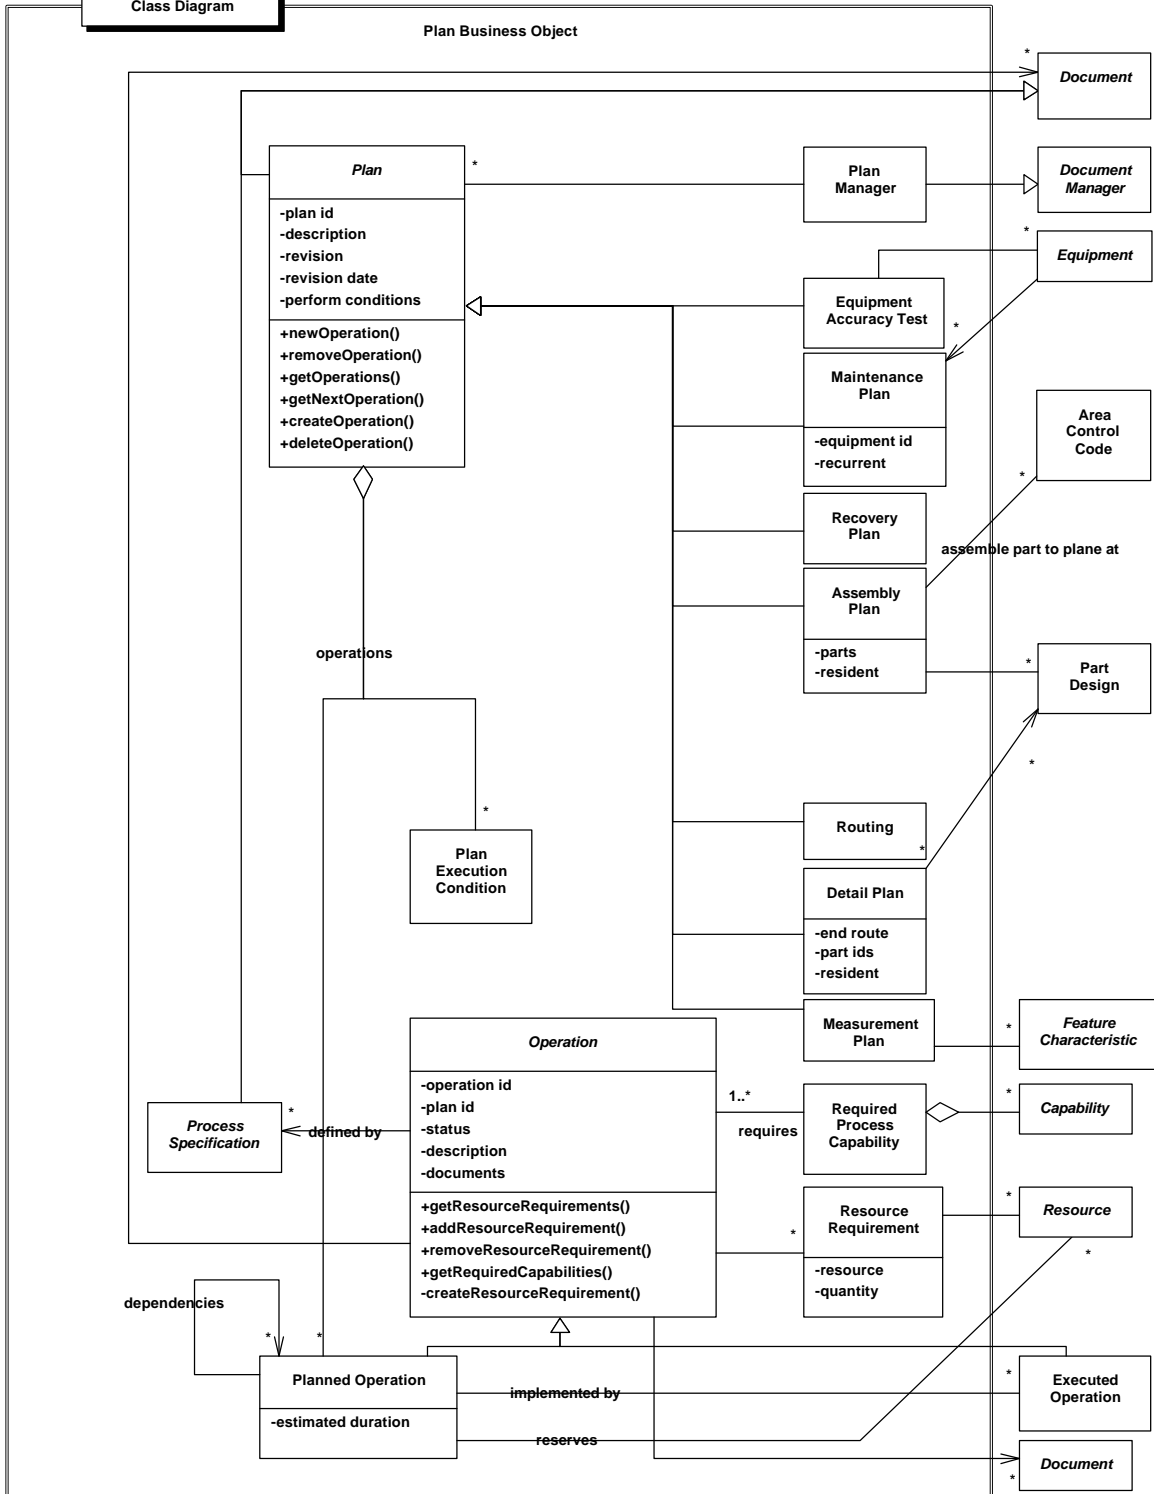 Class Diagram
Plan Business Object
*
Document
Plan
*
Plan
Manager
Document
Manager
-plan id
-description
-revision
-revision date
-perform conditions
+newOperation()
+removeOperation()
+getOperations()
+getNextOperation()
+createOperation()
+deleteOperation()
*
Equipment
Equipment
Accuracy Test
*
Maintenance
Plan
-equipment id
-recurrent
Area
Control
Code
*
Recovery
Plan
assemble part to plane at
Assembly
Plan
-parts
-resident
operations
*
Part
Design
*
*
Plan
Execution
Condition
Routing
*
Detail Plan
-end route
-part ids
-resident
Measurement
Plan
*
Feature
Characteristic
Operation
-operation id
-plan id
-status
-description
-documents
+getResourceRequirements()
+addResourceRequirement()
+removeResourceRequirement()
+getRequiredCapabilities()
-createResourceRequirement()
Process
Specification
*
defined by
1..*
requires
Required
Process
Capability
*
Capability
*
Resource
Requirement
-resource
-quantity
*
Resource
*
dependencies
*
*
Planned Operation
-estimated duration
implemented by
*
Executed
Operation
reserves
*
Document